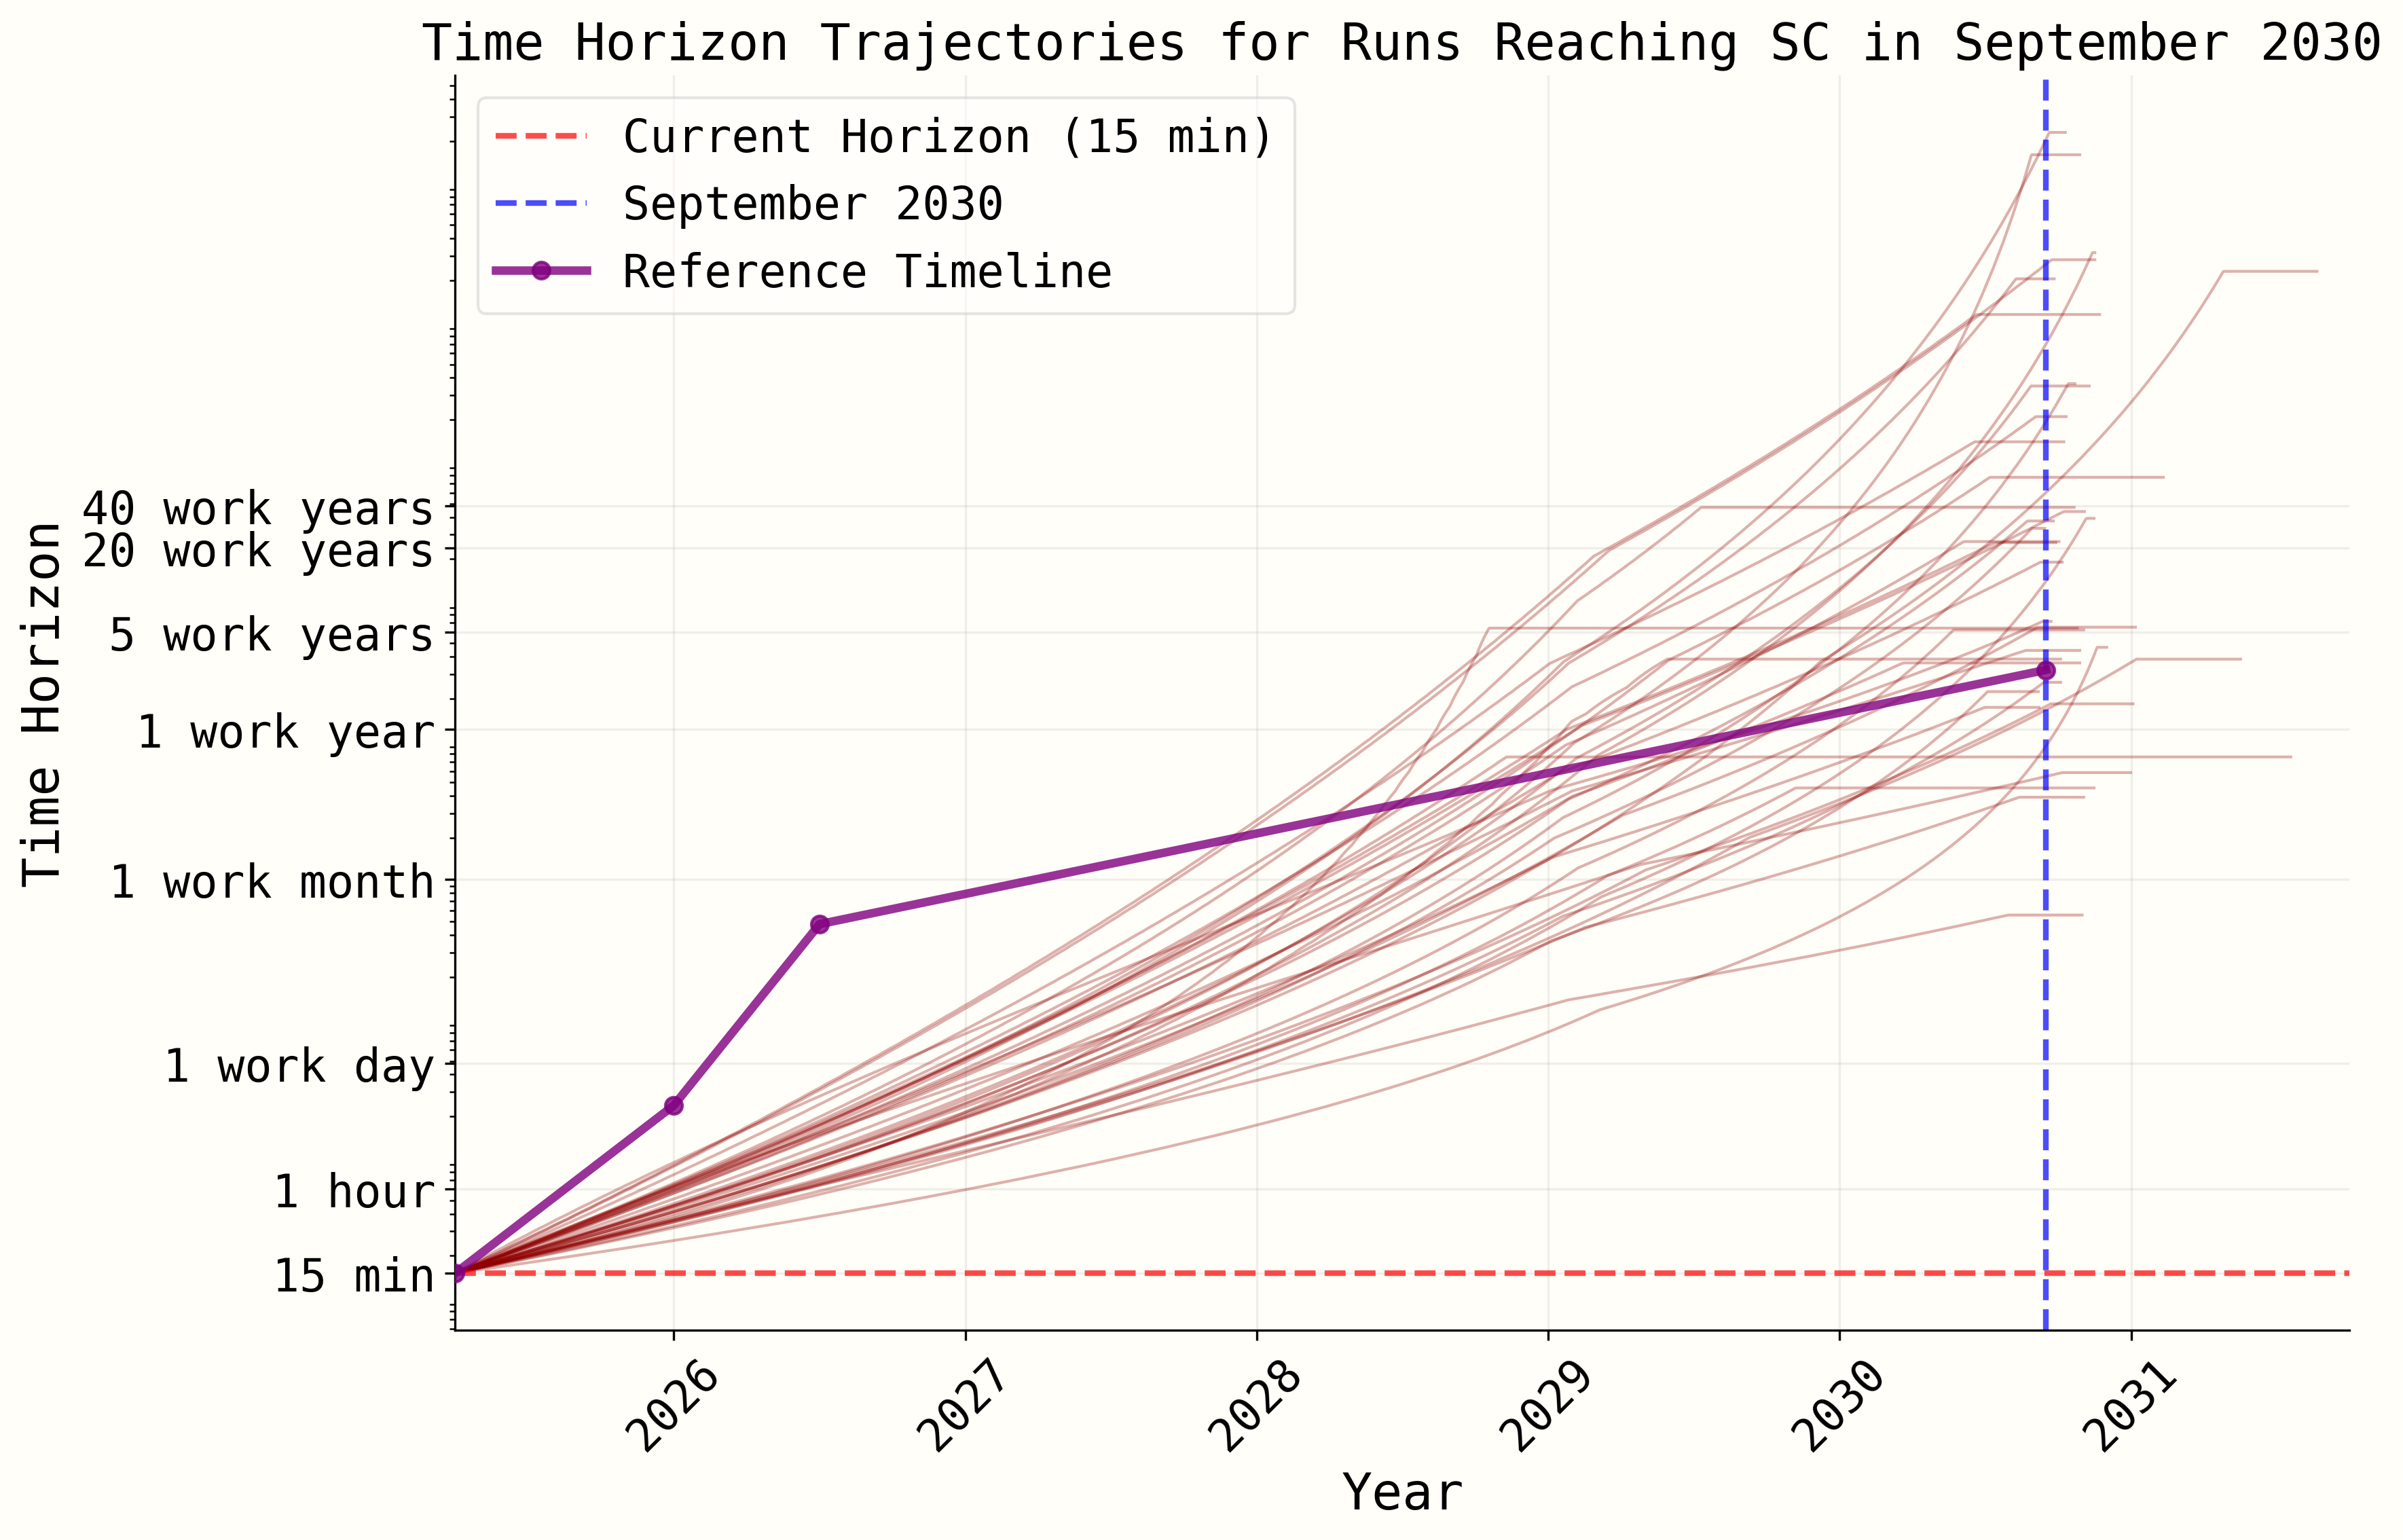 Time Horizon Trajectories for Runs Reaching SC in September 2030
Current Horizon (15 min)
September 2030
Reference Timeline
Time Horizon
40 work years
20 work years
5 work years
1 work year
1 work month
1 work day
1 hour
15 min
2026
2027
2028
2029
2030
2031
Year